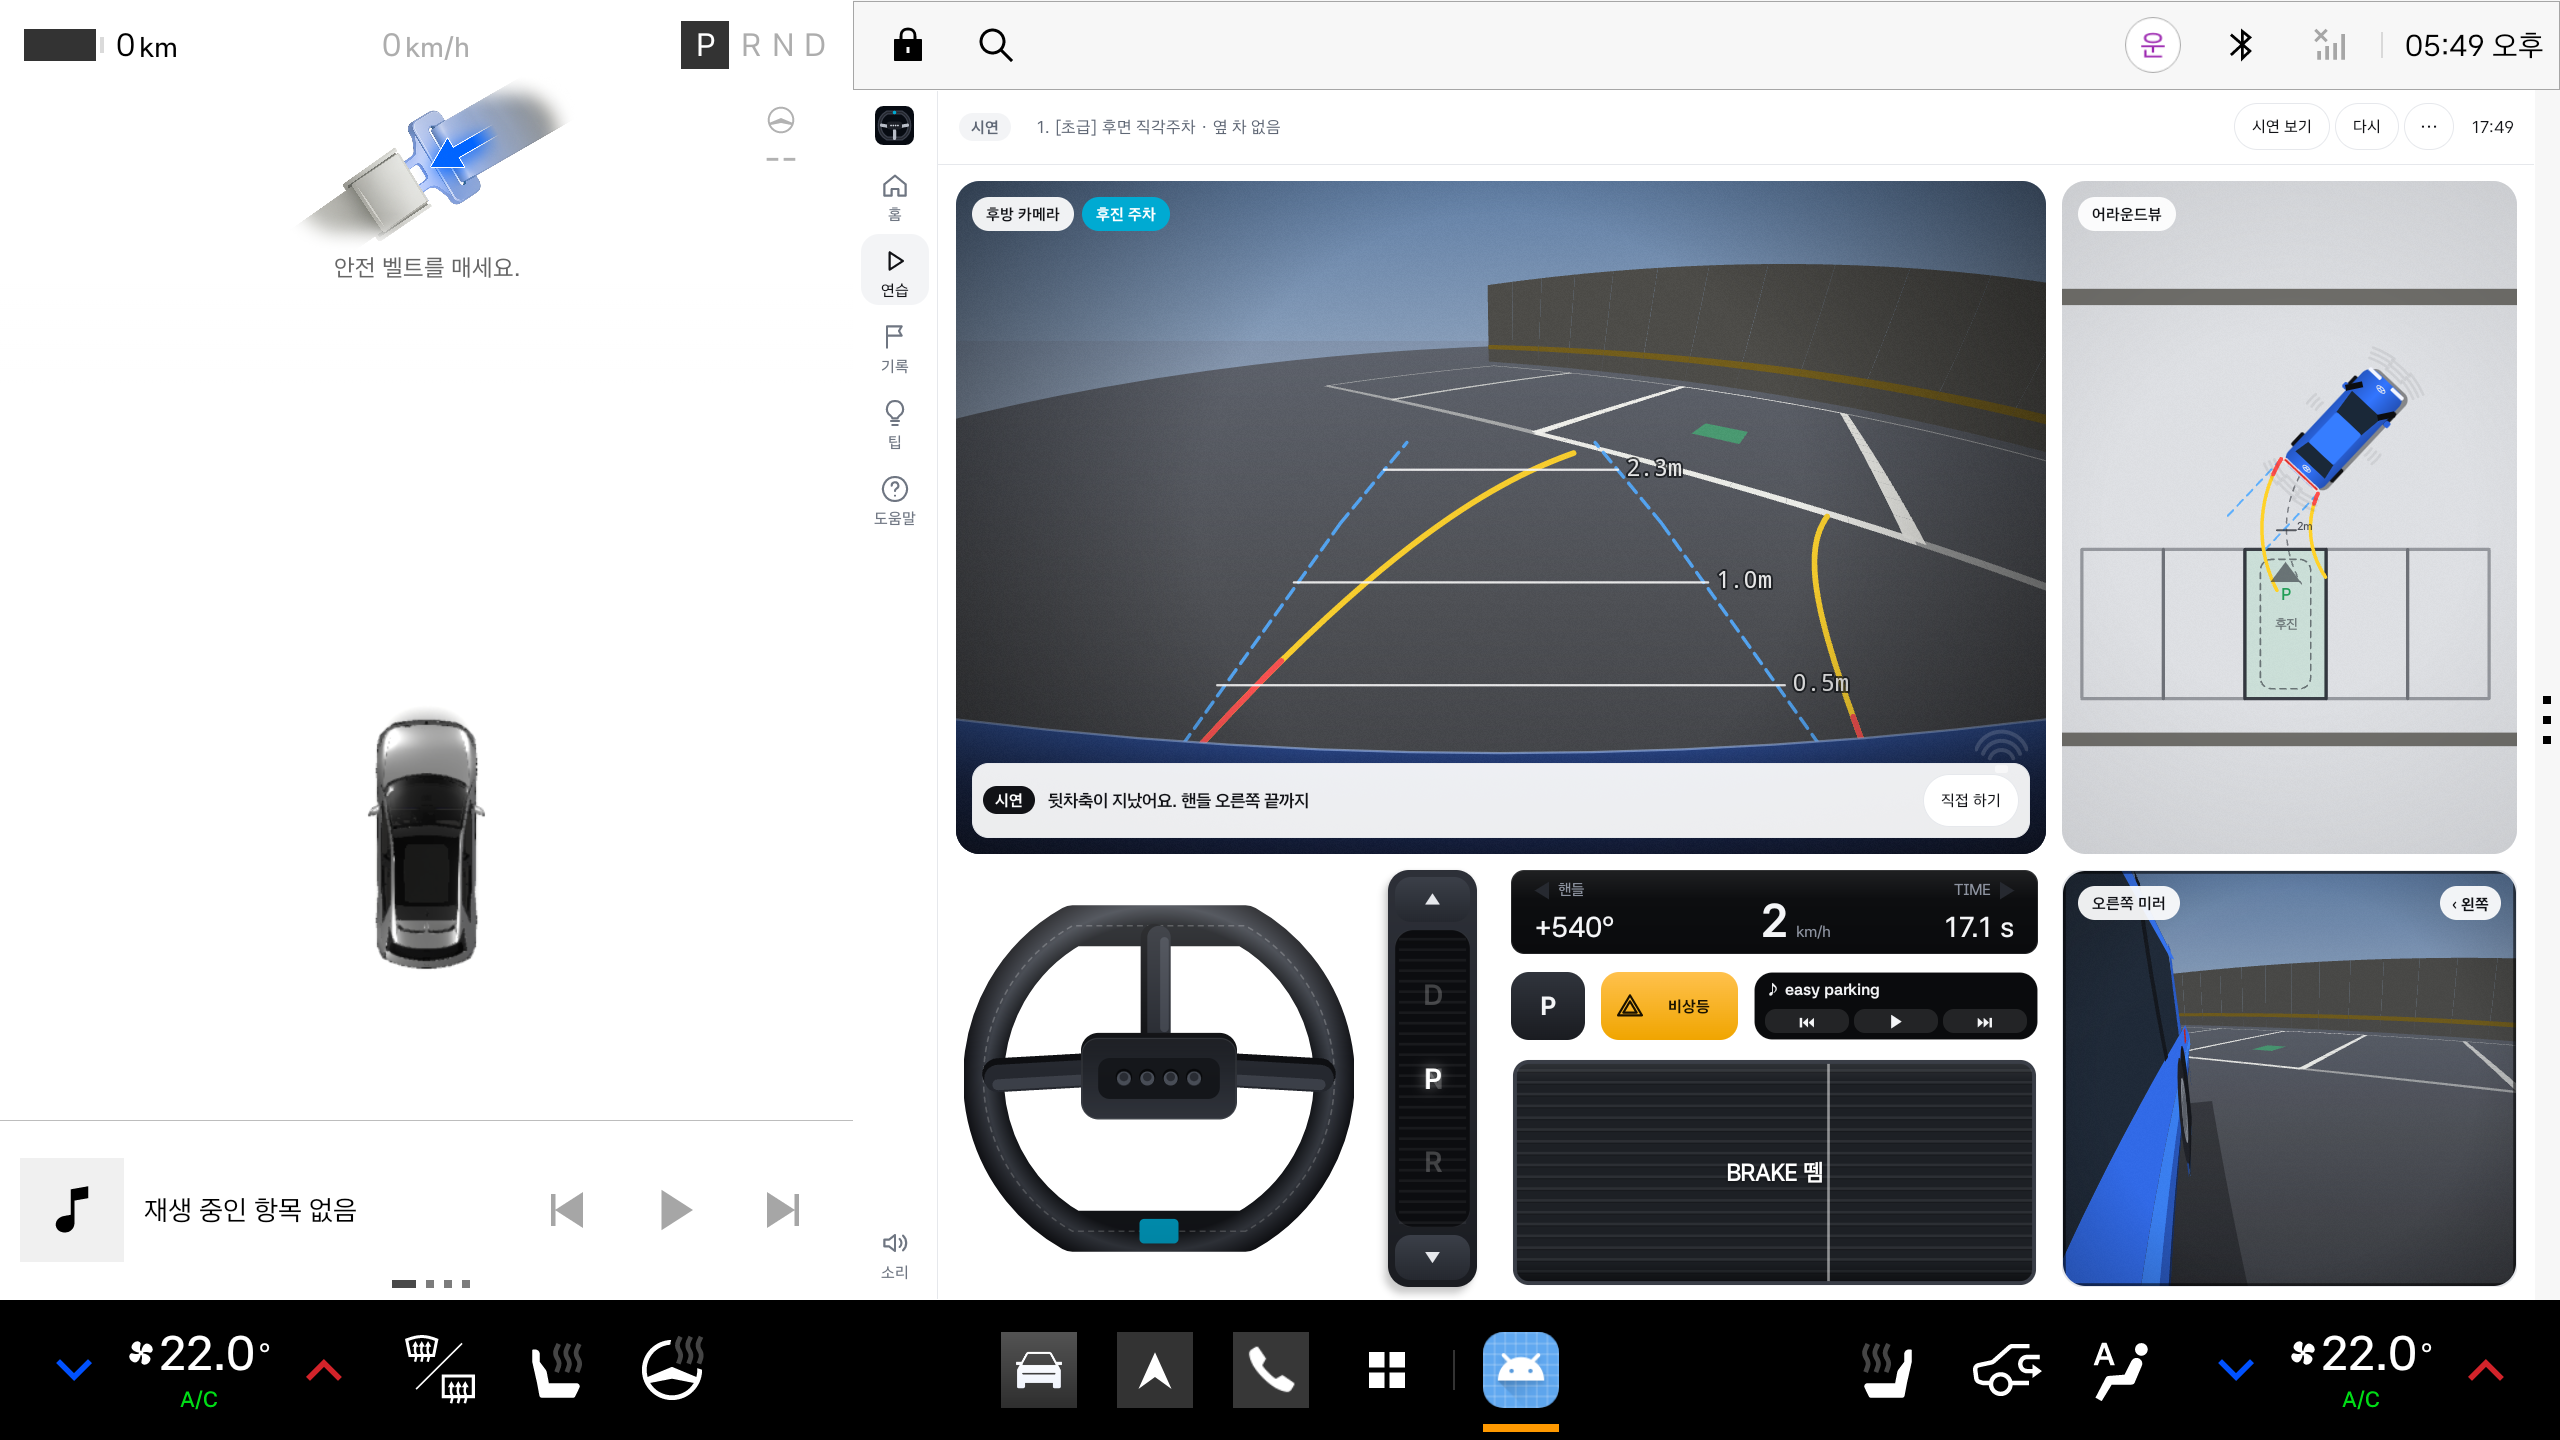 0 km
0 km/h
P R N D
안전 벨트를 매세요.
재생 중인 항목 없음
운
05:49 오후
홈
연습
기록
팁
도움말
소리
시연
1. [초급] 후면 직각주차 · 옆 차 없음
시연 보기
다시
···
17:49
후방 카메라
후진 주차
2.3m
1.0m
0.5m
시연
뒷차축이 지났어요. 핸들 오른쪽 끝까지
직접 하기
어라운드뷰
2m
P
후진
D
P
R
핸들
+540°
2 km/h
TIME
17.1 s
P
비상등
♪ easy parking
BRAKE 뗌
오른쪽 미러
‹ 왼쪽
22.0°
A/C
A
22.0°
A/C